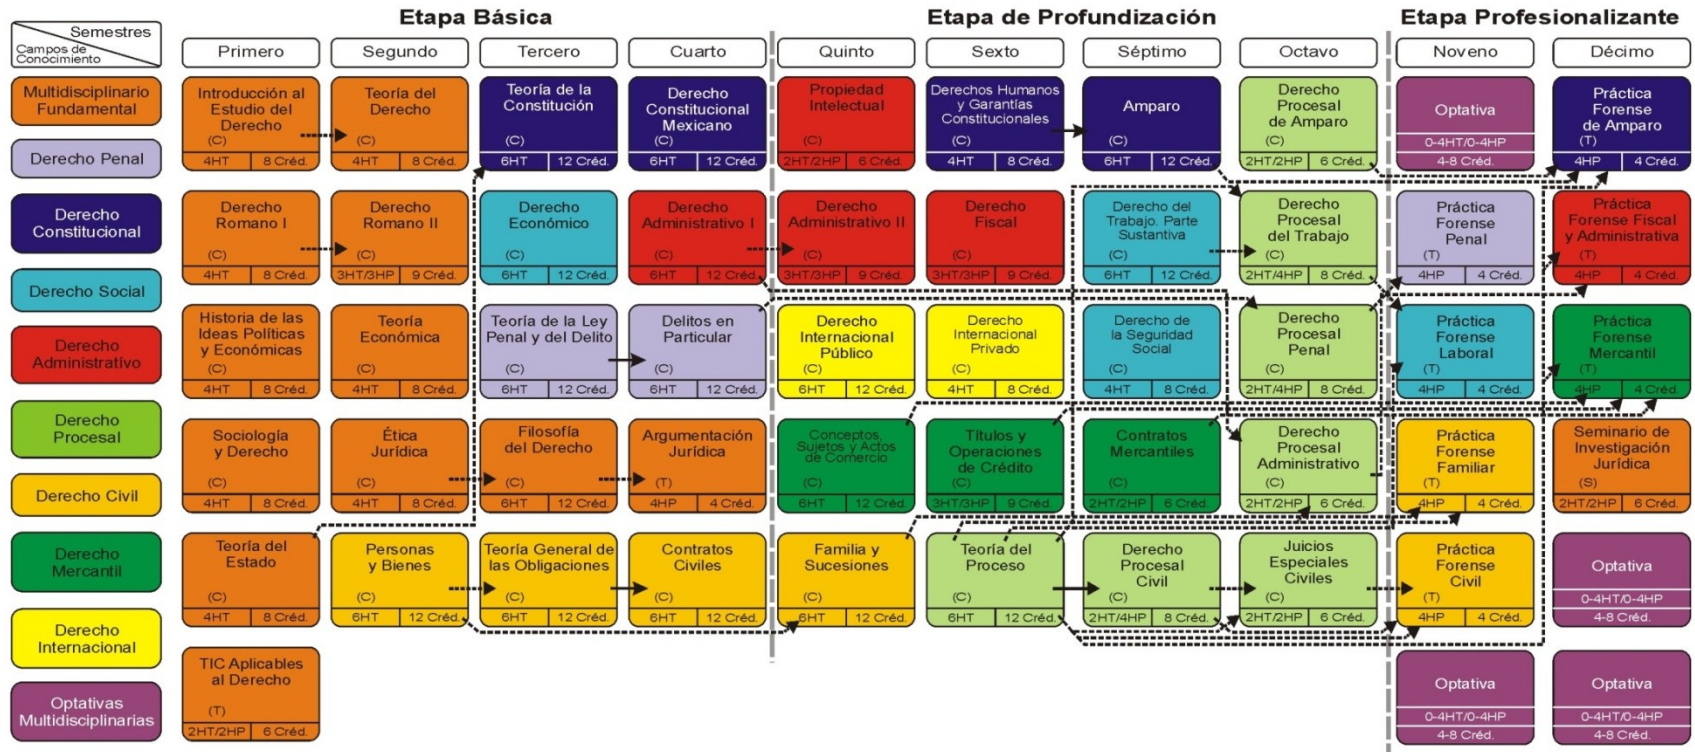 Etapa Básica
Etapa de Profundización
Etapa Profesionalizante
Semestres
Campos de
Conocimiento
Primero
Segundo
Tercero
Cuarto
Quinto
Sexto
Séptimo
Octavo
Noveno
Décimo
Multidisciplinario
Fundamental
Derecho Penal
Derecho
Constitucional
Derecho Social
Derecho
Administrativo
Derecho
Procesal
Derecho Civil
Derecho
Mercantil
Derecho
Internacional
Optativas
Multidisciplinarias
Introducción al
Estudio del
Derecho
(C)
4HT 8 Créd.
Derecho
Romano I
(C)
4HT 8 Créd.
Historia de las
Ideas Políticas
y Económicas
(C)
4HT 8 Créd.
Sociología
y Derecho
(C)
4HT 8 Créd.
Teoría del
Estado
(C)
4HT 8 Créd.
TIC Aplicables
al Derecho
(T)
2HT/2HP 6 Créd.
Teoría del
Derecho
(C)
4HT 8 Créd.
Derecho
Romano II
(C)
3HT/3HP 9 Créd.
Teoría
Económica
(C)
4HT 8 Créd.
Ética
Jurídica
(C)
4HT 8 Créd.
Personas
y Bienes
(C)
6HT 12 Créd.
Teoría de la
Constitución
(C)
6HT 12 Créd.
Derecho
Económico
(C)
6HT 12 Créd.
Teoría de la Ley
Penal y del Delito
(C)
6HT 12 Créd.
Filosofía
del Derecho
(C)
6HT 12 Créd.
Teoría General de
las Obligaciones
(C)
6HT 12 Créd.
Derecho
Constitucional
Mexicano
(C)
6HT 12 Créd.
Derecho
Administrativo I
(C)
6HT 12 Créd.
Delitos en
Particular
(C)
6HT 12 Créd.
Argumentación
Jurídica
(T)
4HP 4 Créd.
Contratos
Civiles
(C)
6HT 12 Créd.
Propiedad
Intelectual
(C)
2HT/2HP 6 Créd.
Derecho
Administrativo II
(C)
3HT/3HP 9 Créd.
Derecho
Internacional
Público
(C)
6HT 12 Créd.
Conceptos,
Sujetos y Actos
de Comercio
(C)
6HT 12 Créd.
Familia y
Sucesiones
(C)
6HT 12 Créd.
Derechos Humanos
y Garantías
Constitucionales
(C)
4HT 8 Créd.
Derecho
Fiscal
(C)
3HT/3HP 9 Créd.
Derecho
Internacional
Privado
(C)
4HT 8 Créd.
Títulos y
Operaciones
de Crédito
(C)
3HT/3HP 9 Créd.
Teoría del
Proceso
(C)
6HT 12 Créd.
Amparo
(C)
6HT 12 Créd.
Derecho del
Trabajo. Parte
Sustantiva
(C)
6HT 12 Créd.
Derecho de
la Seguridad
Social
(C)
4HT 8 Créd.
Contratos
Mercantiles
(C)
2HT/2HP 6 Créd.
Derecho
Procesal
Civil
(C)
2HT/4HP 8 Créd.
Derecho
Procesal
de Amparo
(C)
2HT/2HP 6 Créd.
Derecho
Procesal
del Trabajo
(C)
2HT/4HP 8 Créd.
Derecho
Procesal
Penal
(C)
2HT/4HP 8 Créd.
Derecho
Procesal
Administrativo
(C)
2HT/2HP 6 Créd.
Juicios
Especiales
Civiles
(C)
2HT/2HP 6 Créd.
Optativa
0-4HT/0-4HP
4-8 Créd.
Práctica
Forense
Penal
(T)
4HP 4 Créd.
Práctica
Forense
Laboral
(T)
4HP 4 Créd.
Práctica
Forense
Familiar
(T)
4HP 4 Créd.
Práctica
Forense
Civil
(T)
4HP 4 Créd.
Optativa
0-4HT/0-4HP
4-8 Créd.
Práctica
Forense
de Amparo
(T)
4HP 4 Créd.
Práctica
Forense Fiscal
y Administrativa
(T)
4HP 4 Créd.
Práctica
Forense
Mercantil
(T)
4HP 4 Créd.
Seminario de
Investigación
Jurídica
(S)
2HT/2HP 6 Créd.
Optativa
0-4HT/0-4HP
4-8 Créd.
Optativa
0-4HT/0-4HP
4-8 Créd.